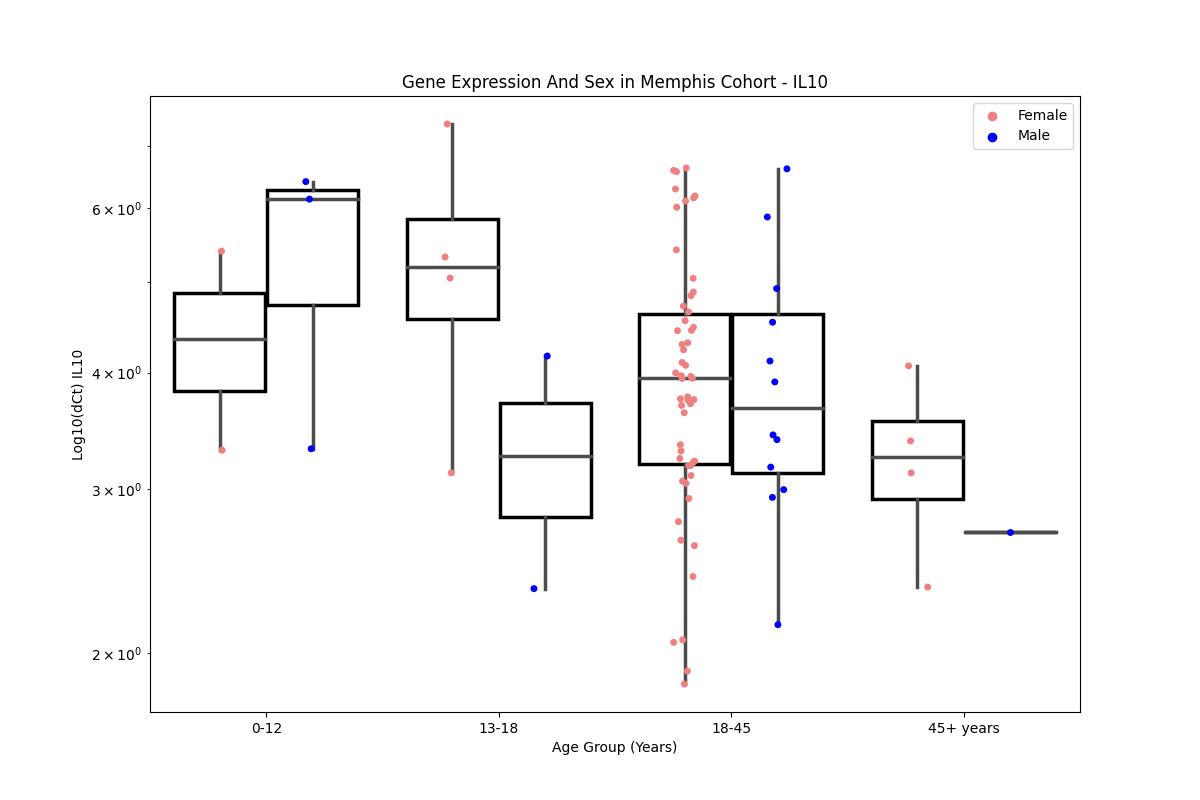 Gene Expression And Sex in Memphis Cohort - IL10
Female
Male
6 × 10⁰
4 × 10⁰
3 × 10⁰
2 × 10⁰
Log10(dCt) IL10
0-12
13-18
18-45
45+ years
Age Group (Years)